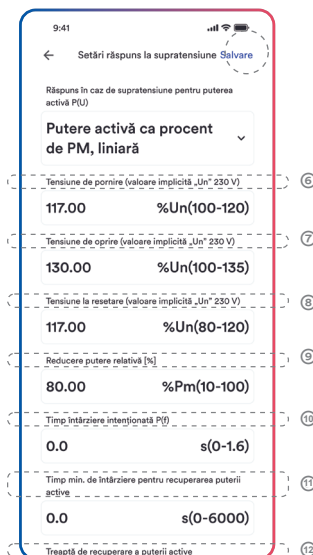 9:41
Setări răspuns la supratensiune Salvare
Răspuns în caz de supratensiune pentru puterea
activă P(U)
Putere activă ca procent
de PM, liniară
Tensiune de pornire (valoare implicită „Un” 230 V)
6
117.00 %Un(100-120)
Tensiune de oprire (valoare implicită „Un” 230 V)
7
130.00 %Un(100-135)
Tensiune la resetare (valoare implicită „Un” 230 V)
8
117.00 %Un(80-120)
Reducere putere relativă [%]
9
80.00 %Pm(10-100)
Timp întârziere intenționată P(f)
10
0.0 s(0-1.6)
Timp min. de întârziere pentru recuperarea puterii
active
11
0.0 s(0-6000)
Treaptă de recuperare a puterii active
12